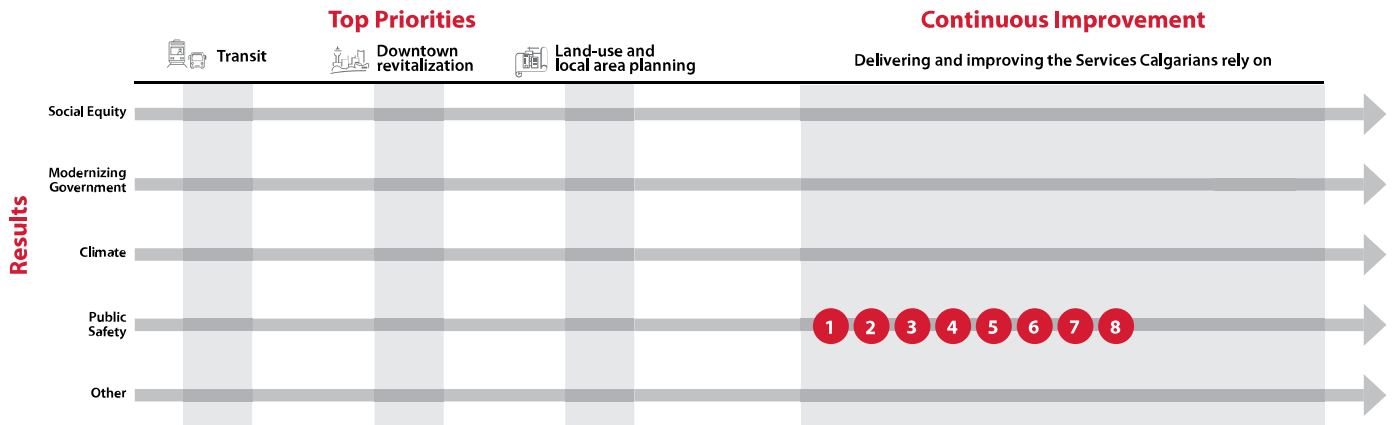 Top Priorities
Continuous Improvement
Transit
Downtown
revitalization
Land-use and
local area planning
Delivering and improving the Services Calgarians rely on
Results
Social Equity
Modernizing
Government
Climate
Public
Safety
1 2 3 4 5 6 7 8
Other